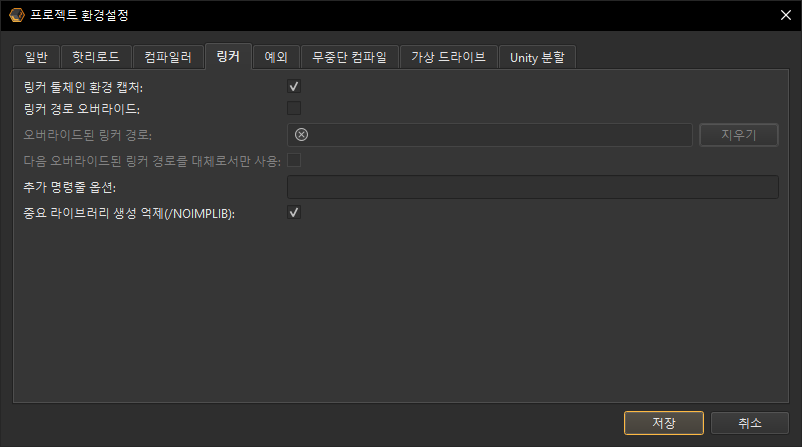 프로젝트 환경설정
일반 핫리로드 컴파일러 링커 예외 무중단 컴파일 가상 드라이브 Unity 분할
링커 툴체인 환경 캡처:
링커 경로 오버라이드:
오버라이드된 링커 경로: 지우기
다음 오버라이드된 링커 경로를 대체로서만 사용:
추가 명령줄 옵션:
중요 라이브러리 생성 억제(/NOIMPLIB):
저장 취소